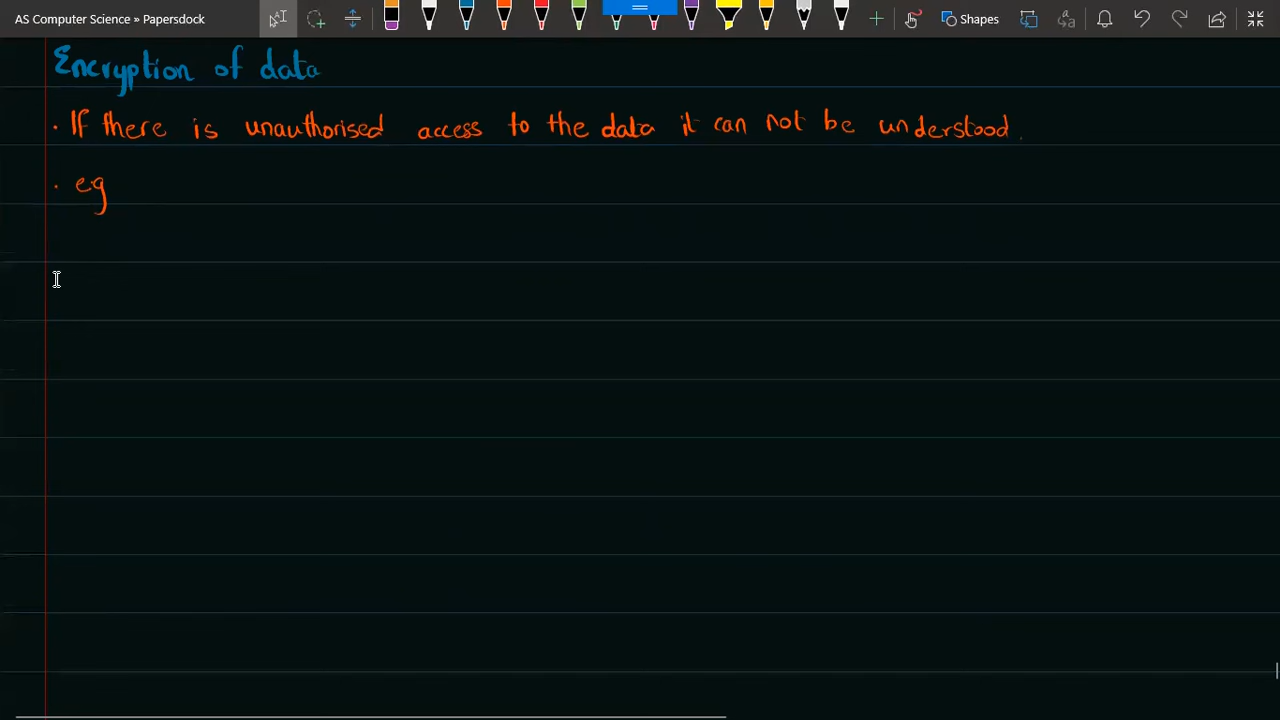 AS Computer Science » Papersdock
Shapes
Encryption of data
· If there is unauthorised access to the data it can not be understood.
· eg